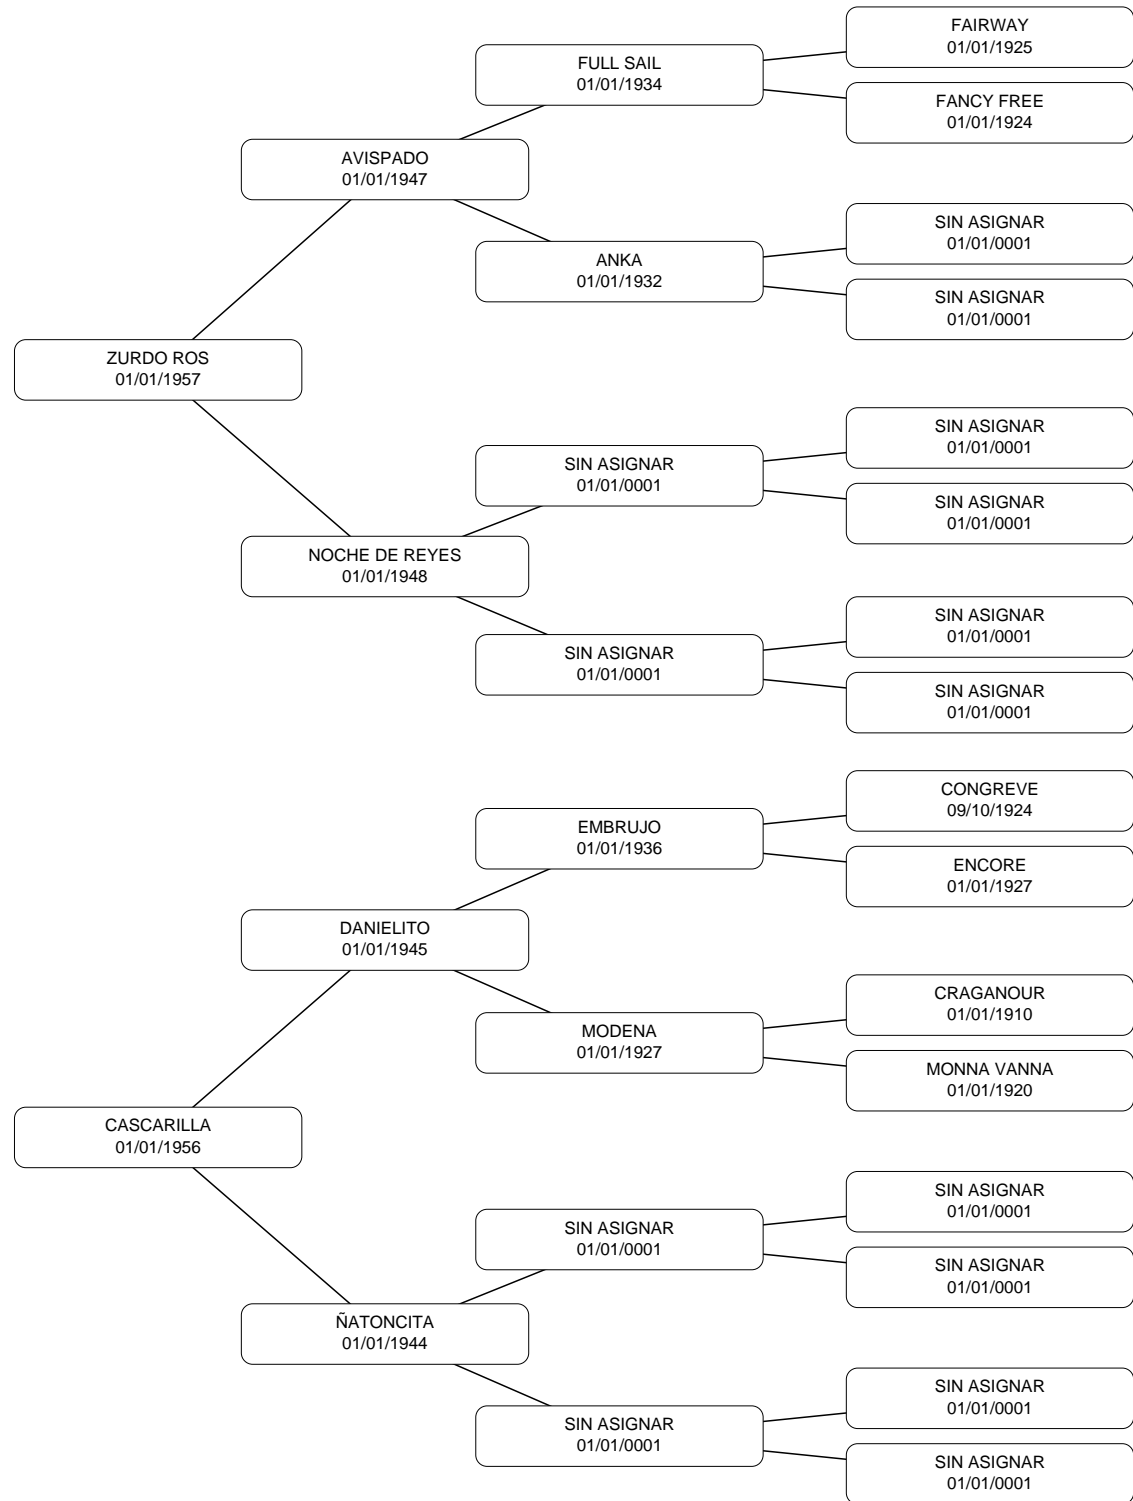 FAIRWAY
01/01/1925
FULL SAIL
01/01/1934
FANCY FREE
01/01/1924
AVISPADO
01/01/1947
SIN ASIGNAR
01/01/0001
ANKA
01/01/1932
SIN ASIGNAR
01/01/0001
ZURDO ROS
01/01/1957
SIN ASIGNAR
01/01/0001
SIN ASIGNAR
01/01/0001
SIN ASIGNAR
01/01/0001
NOCHE DE REYES
01/01/1948
SIN ASIGNAR
01/01/0001
SIN ASIGNAR
01/01/0001
SIN ASIGNAR
01/01/0001
CONGREVE
09/10/1924
EMBRUJO
01/01/1936
ENCORE
01/01/1927
DANIELITO
01/01/1945
CRAGANOUR
01/01/1910
MODENA
01/01/1927
MONNA VANNA
01/01/1920
CASCARILLA
01/01/1956
SIN ASIGNAR
01/01/0001
SIN ASIGNAR
01/01/0001
SIN ASIGNAR
01/01/0001
ÑATONCITA
01/01/1944
SIN ASIGNAR
01/01/0001
SIN ASIGNAR
01/01/0001
SIN ASIGNAR
01/01/0001